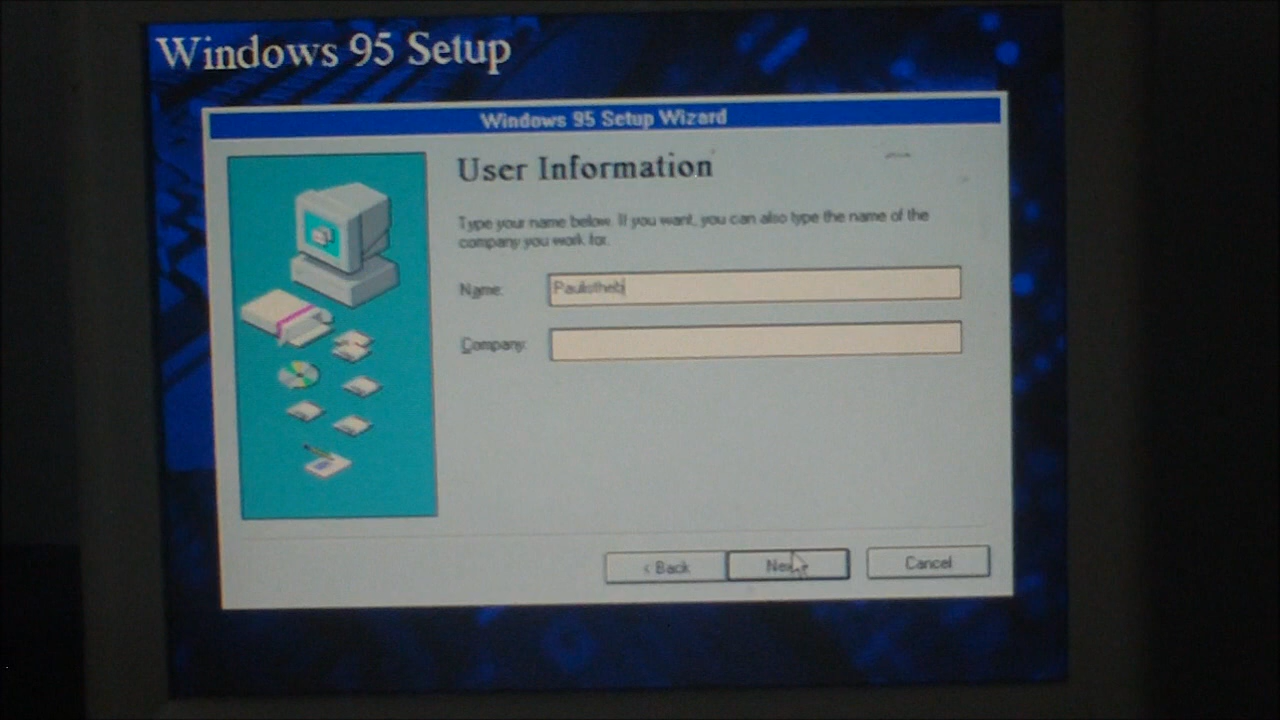 Windows 95 Setup
Windows 95 Setup Wizard
User Information
Type your name below. If you want, you can also type the name of the
company you work for.
Name:
Company:
< Back
Cancel